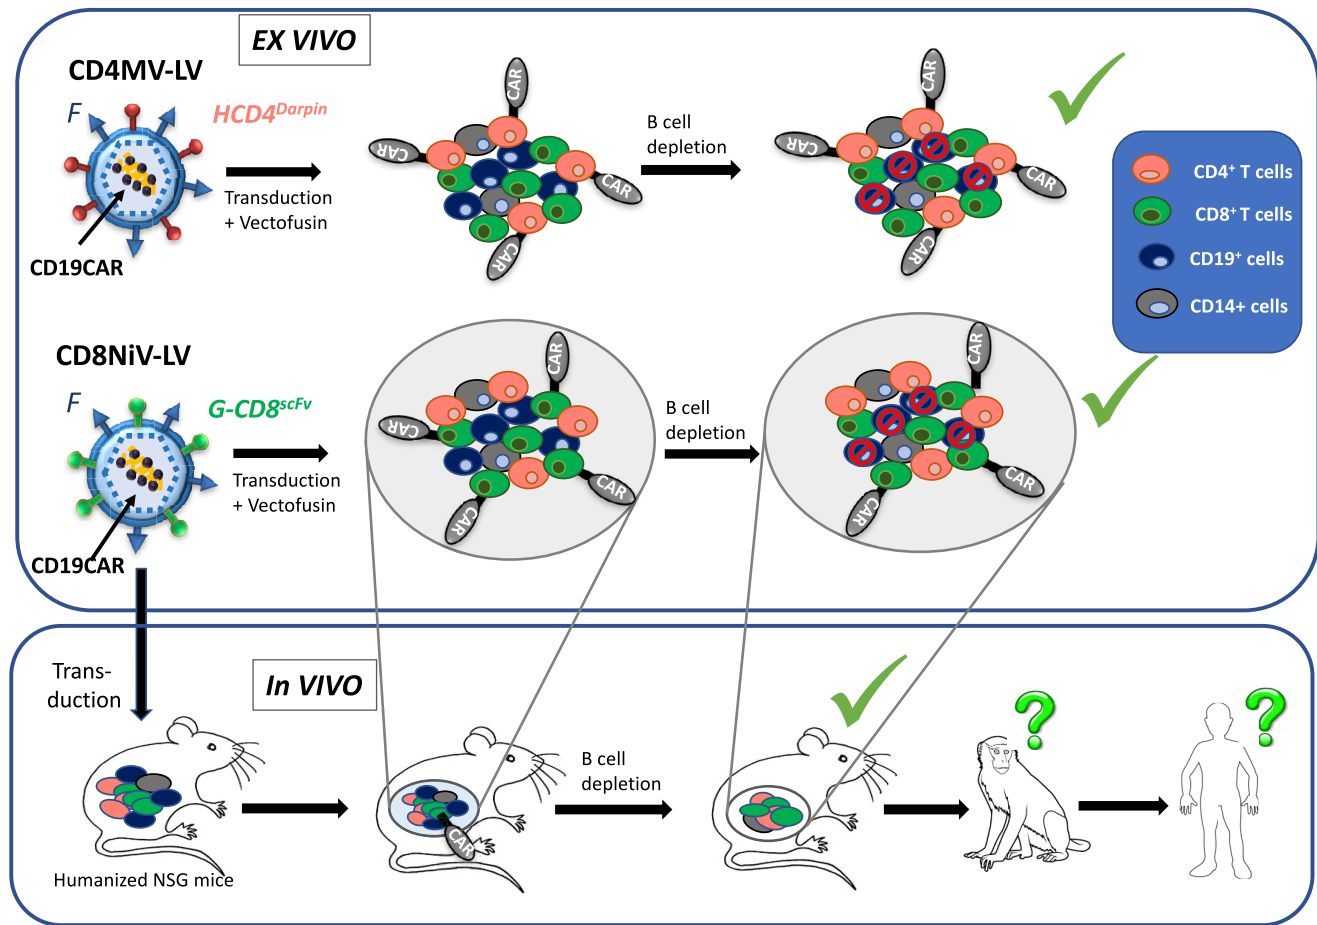 EX VIVO
CD4MV-LV
F
HCD4Darpin
Transduction
+ Vectofusin
CD19CAR
CAR
CAR
CAR
CAR
B cell
depletion
CAR
CAR
CAR
CAR
CD4+ T cells
CD8+ T cells
CD19+ cells
CD14+ cells
CD8NiV-LV
F
G-CD8scFv
Transduction
+ Vectofusin
CD19CAR
CAR
CAR
CAR
CAR
B cell
depletion
CAR
CAR
CAR
Trans-
duction
In VIVO
Humanized NSG mice
CAR
B cell
depletion
?
?